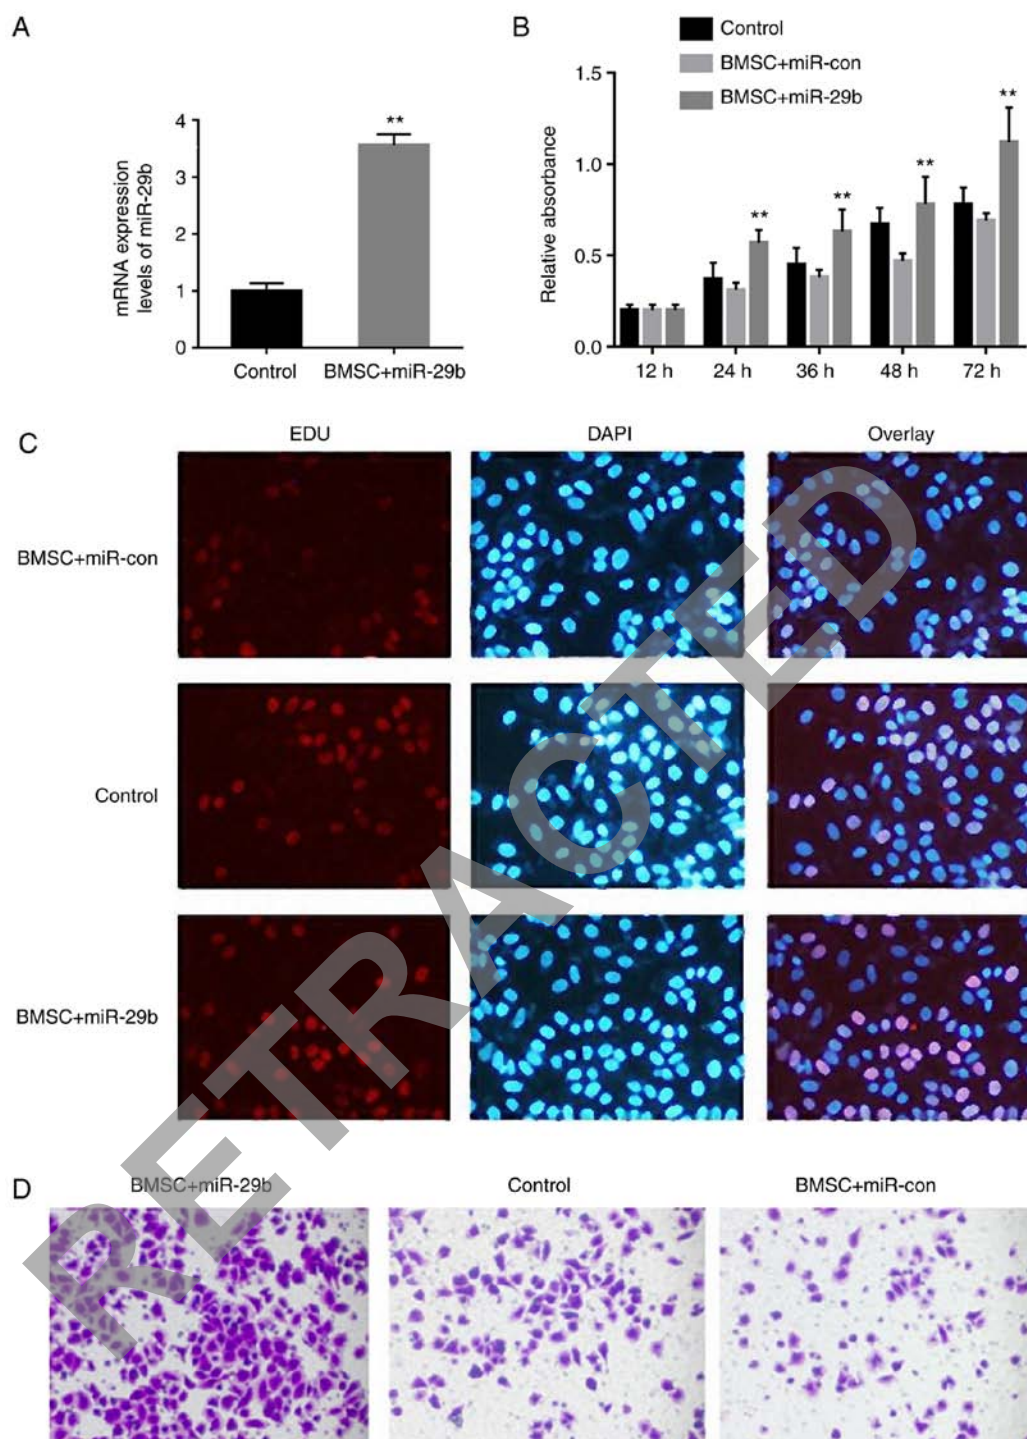 A
mRNA expression
levels of miR-29b
4
3
2
1
0
**
Control
BMSC+miR-29b
B
Control
BMSC+miR-con
BMSC+miR-29b
Relative absorbance
1.5
1.0
0.5
0.0
**
**
**
**
12 h
24 h
36 h
48 h
72 h
C
EDU
DAPI
Overlay
BMSC+miR-con
Control
BMSC+miR-29b
D
BMSC+miR-29b
Control
BMSC+miR-con
RETRACTED